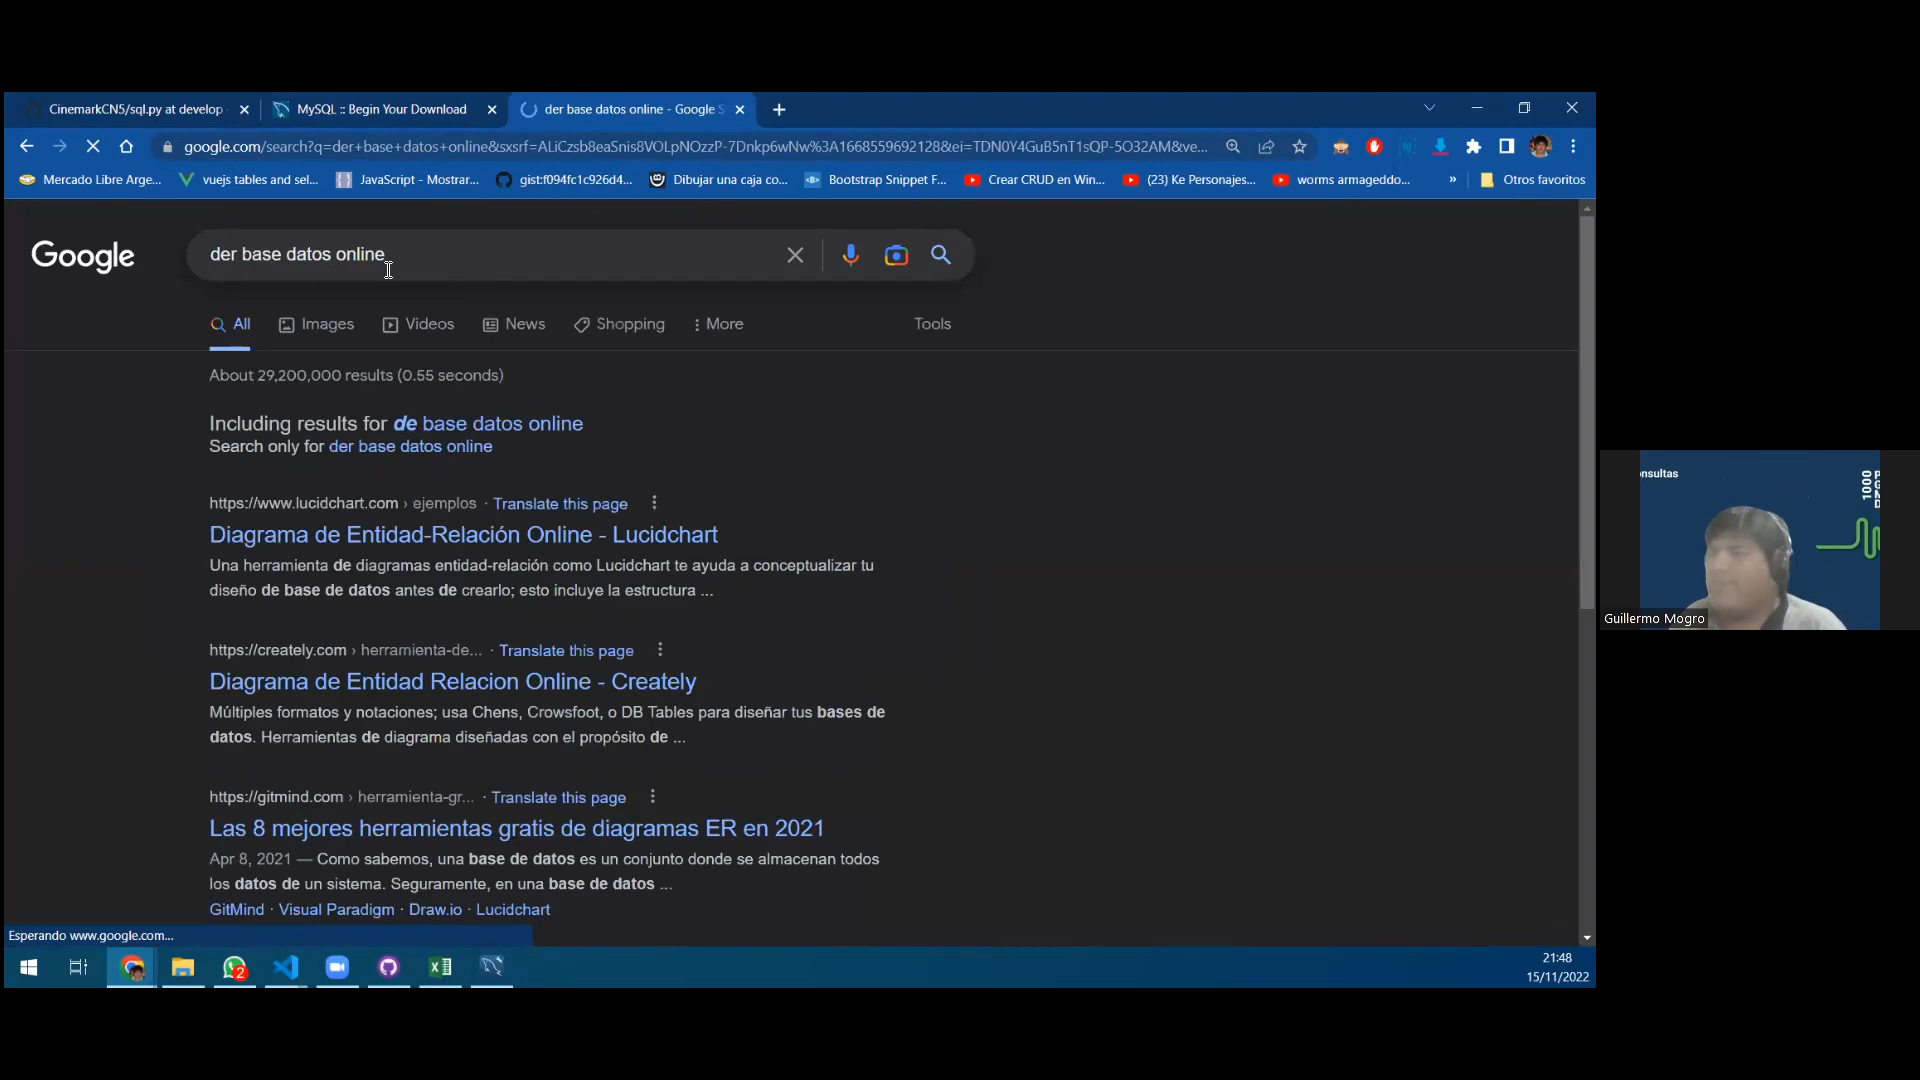 CinemarkCN5/sql.py at develop
MySQL :: Begin Your Download
der base datos online - Google S
google.com/search?q=der+base+datos+online&sxsrf=ALiCzsb8eaSnis8VOLpNOzzP-7Dnkp6wNw%3A1668559692128&ei=TDN0Y4GuB5nT1sQP-5O32AM&ve...
Mercado Libre Arge...
vuejs tables and sel...
JavaScript - Mostrar...
gist:f094fc1c926d4...
Dibujar una caja co...
Bootstrap Snippet F...
Crear CRUD en Win...
(23) Ke Personajes...
worms armageddo...
»
Otros favoritos
Google
der base datos online
All
Images
Videos
News
Shopping
More
Tools
About 29,200,000 results (0.55 seconds)
Including results for de base datos online
Search only for der base datos online
https://www.lucidchart.com › ejemplos · Translate this page
Diagrama de Entidad-Relación Online - Lucidchart
Una herramienta de diagramas entidad-relación como Lucidchart te ayuda a conceptualizar tu
diseño de base de datos antes de crearlo; esto incluye la estructura ...
https://creately.com › herramienta-de... · Translate this page
Diagrama de Entidad Relacion Online - Creately
Múltiples formatos y notaciones; usa Chens, Crowsfoot, o DB Tables para diseñar tus bases de
datos. Herramientas de diagrama diseñadas con el propósito de ...
https://gitmind.com › herramienta-gr... · Translate this page
Las 8 mejores herramientas gratis de diagramas ER en 2021
Apr 8, 2021 — Como sabemos, una base de datos es un conjunto donde se almacenan todos
los datos de un sistema. Seguramente, en una base de datos ...
GitMind · Visual Paradigm · Draw.io · Lucidchart
Esperando www.google.com...
2
21:48
15/11/2022
nsultas
1000
Guillermo Mogro